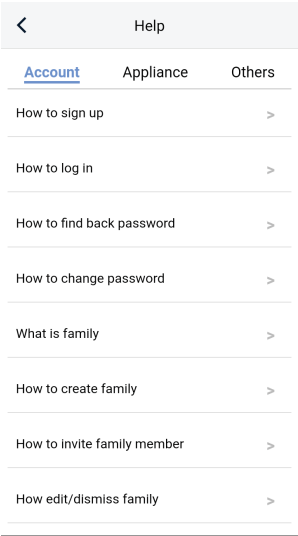 Help
Account Appliance Others
How to sign up >
How to log in >
How to find back password >
How to change password >
What is family >
How to create family >
How to invite family member >
How edit/dismiss family >